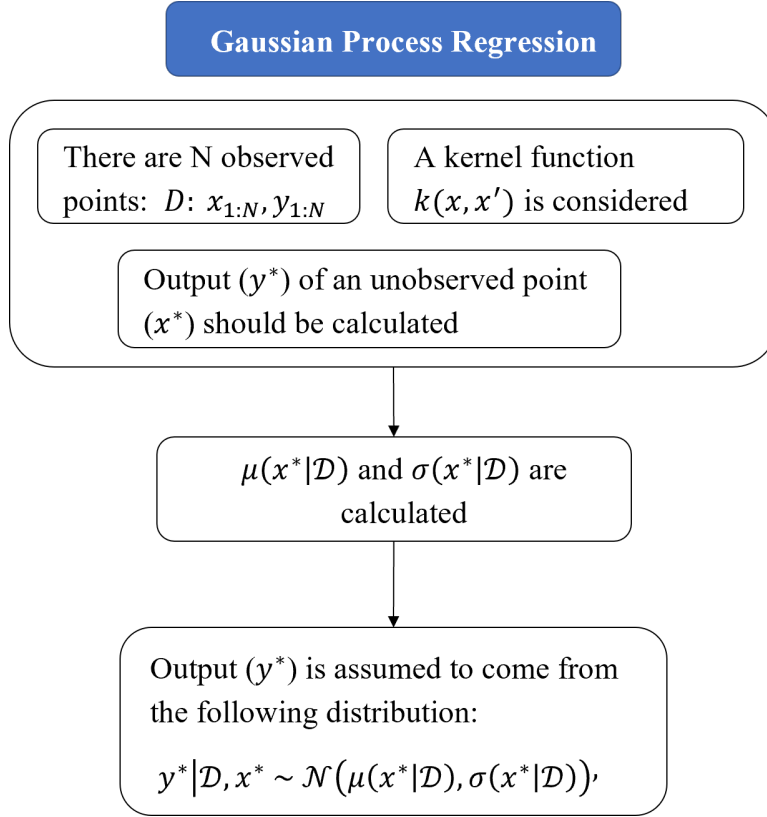 Gaussian Process Regression
There are N observed
points: D: x_{1:N}, y_{1:N}
A kernel function
k(x, x′) is considered
Output (y*) of an unobserved point
(x*) should be calculated
μ(x*|𝒟) and σ(x*|𝒟) are
calculated
Output (y*) is assumed to come from
the following distribution:
y*|𝒟, x* ~ 𝒩(μ(x*|𝒟), σ(x*|𝒟)),